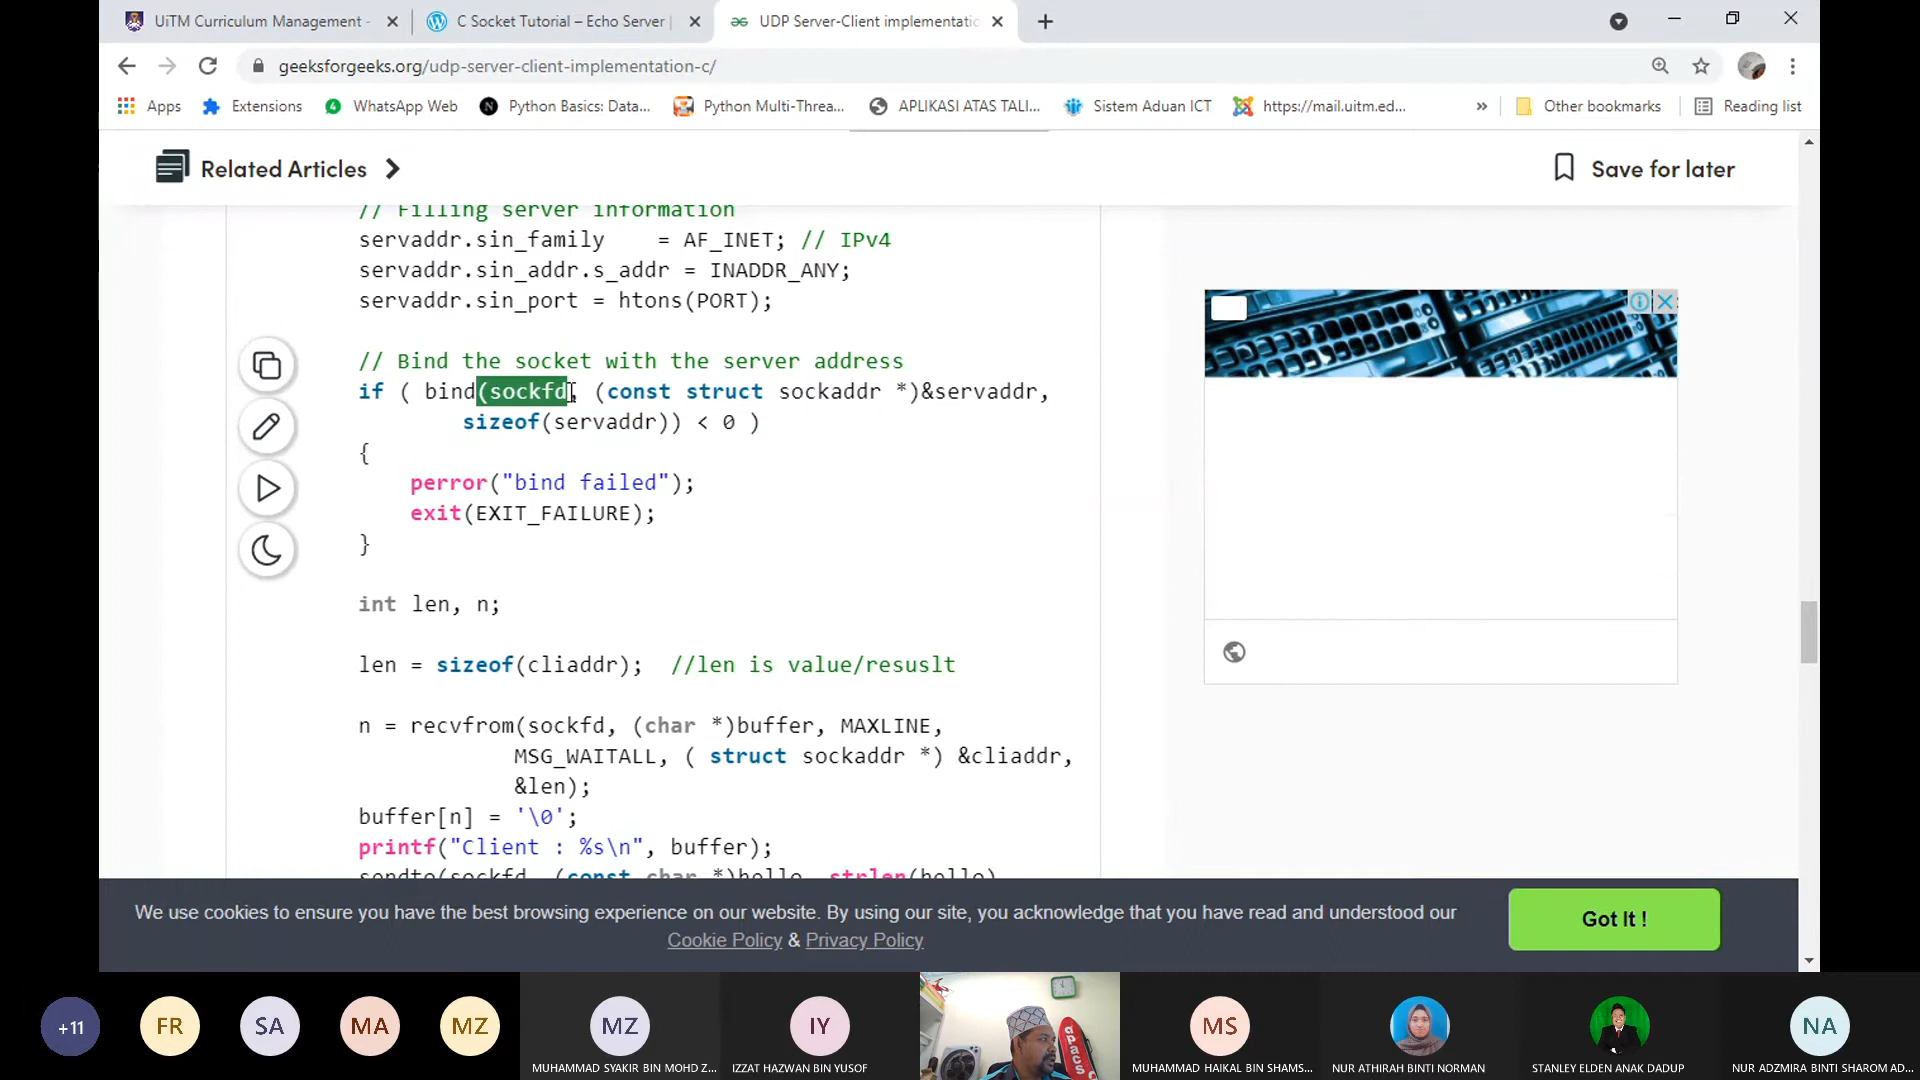 UiTM Curriculum Management -
C Socket Tutorial – Echo Server |
UDP Server-Client implementatio
geeksforgeeks.org/udp-server-client-implementation-c/
Apps
Extensions
4
WhatsApp Web
N
Python Basics: Data...
Python Multi-Threa...
APLIKASI ATAS TALI...
Sistem Aduan ICT
https://mail.uitm.ed...
»
Other bookmarks
Reading list
Related Articles
Save for later
// Filling server information
servaddr.sin_family    = AF_INET; // IPv4
servaddr.sin_addr.s_addr = INADDR_ANY;
servaddr.sin_port = htons(PORT);
// Bind the socket with the server address
if ( bind(sockfd, (const struct sockaddr *)&servaddr,
sizeof(servaddr)) < 0 )
{
perror("bind failed");
exit(EXIT_FAILURE);
}
int len, n;
len = sizeof(cliaddr);  //len is value/resuslt
n = recvfrom(sockfd, (char *)buffer, MAXLINE,
MSG_WAITALL, ( struct sockaddr *) &cliaddr,
&len);
buffer[n] = '\0';
printf("Client : %s\n", buffer);
sendto(sockfd, (const char *)hello, strlen(hello),
We use cookies to ensure you have the best browsing experience on our website. By using our site, you acknowledge that you have read and understood our
Cookie Policy & Privacy Policy
Got It !
+11
FR
SA
MA
MZ
MZ
MUHAMMAD SYAKIR BIN MOHD Z...
IY
IZZAT HAZWAN BIN YUSOF
MS
MUHAMMAD HAIKAL BIN SHAMS...
NUR ATHIRAH BINTI NORMAN
STANLEY ELDEN ANAK DADUP
NA
NUR ADZMIRA BINTI SHAROM AD...